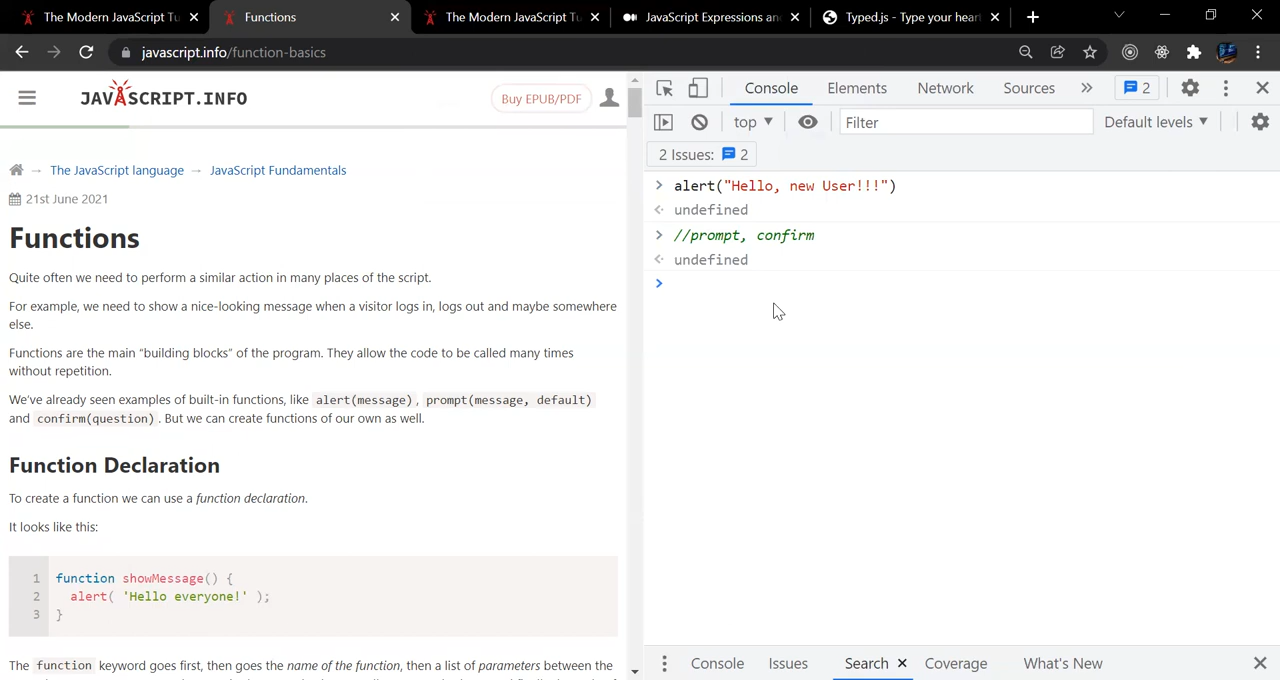 The Modern JavaScript Tu
Functions
The Modern JavaScript Tu
JavaScript Expressions an
Typed.js - Type your hear
javascript.info/function-basics
JAVASCRIPT.INFO
Buy EPUB/PDF
The JavaScript language → JavaScript Fundamentals
21st June 2021
Functions
Quite often we need to perform a similar action in many places of the script.
For example, we need to show a nice-looking message when a visitor logs in, logs out and maybe somewhere
else.
Functions are the main “building blocks” of the program. They allow the code to be called many times
without repetition.
We’ve already seen examples of built-in functions, like alert(message), prompt(message, default)
and confirm(question). But we can create functions of our own as well.
Function Declaration
To create a function we can use a function declaration.
It looks like this:
1 function showMessage() {
2 alert( 'Hello everyone!' );
3 }
The function keyword goes first, then goes the name of the function, then a list of parameters between the
Console Elements Network Sources » 2
top Filter Default levels
2 Issues: 2
> alert("Hello, new User!!!")
undefined
> //prompt, confirm
undefined
>
Console Issues Search Coverage What's New